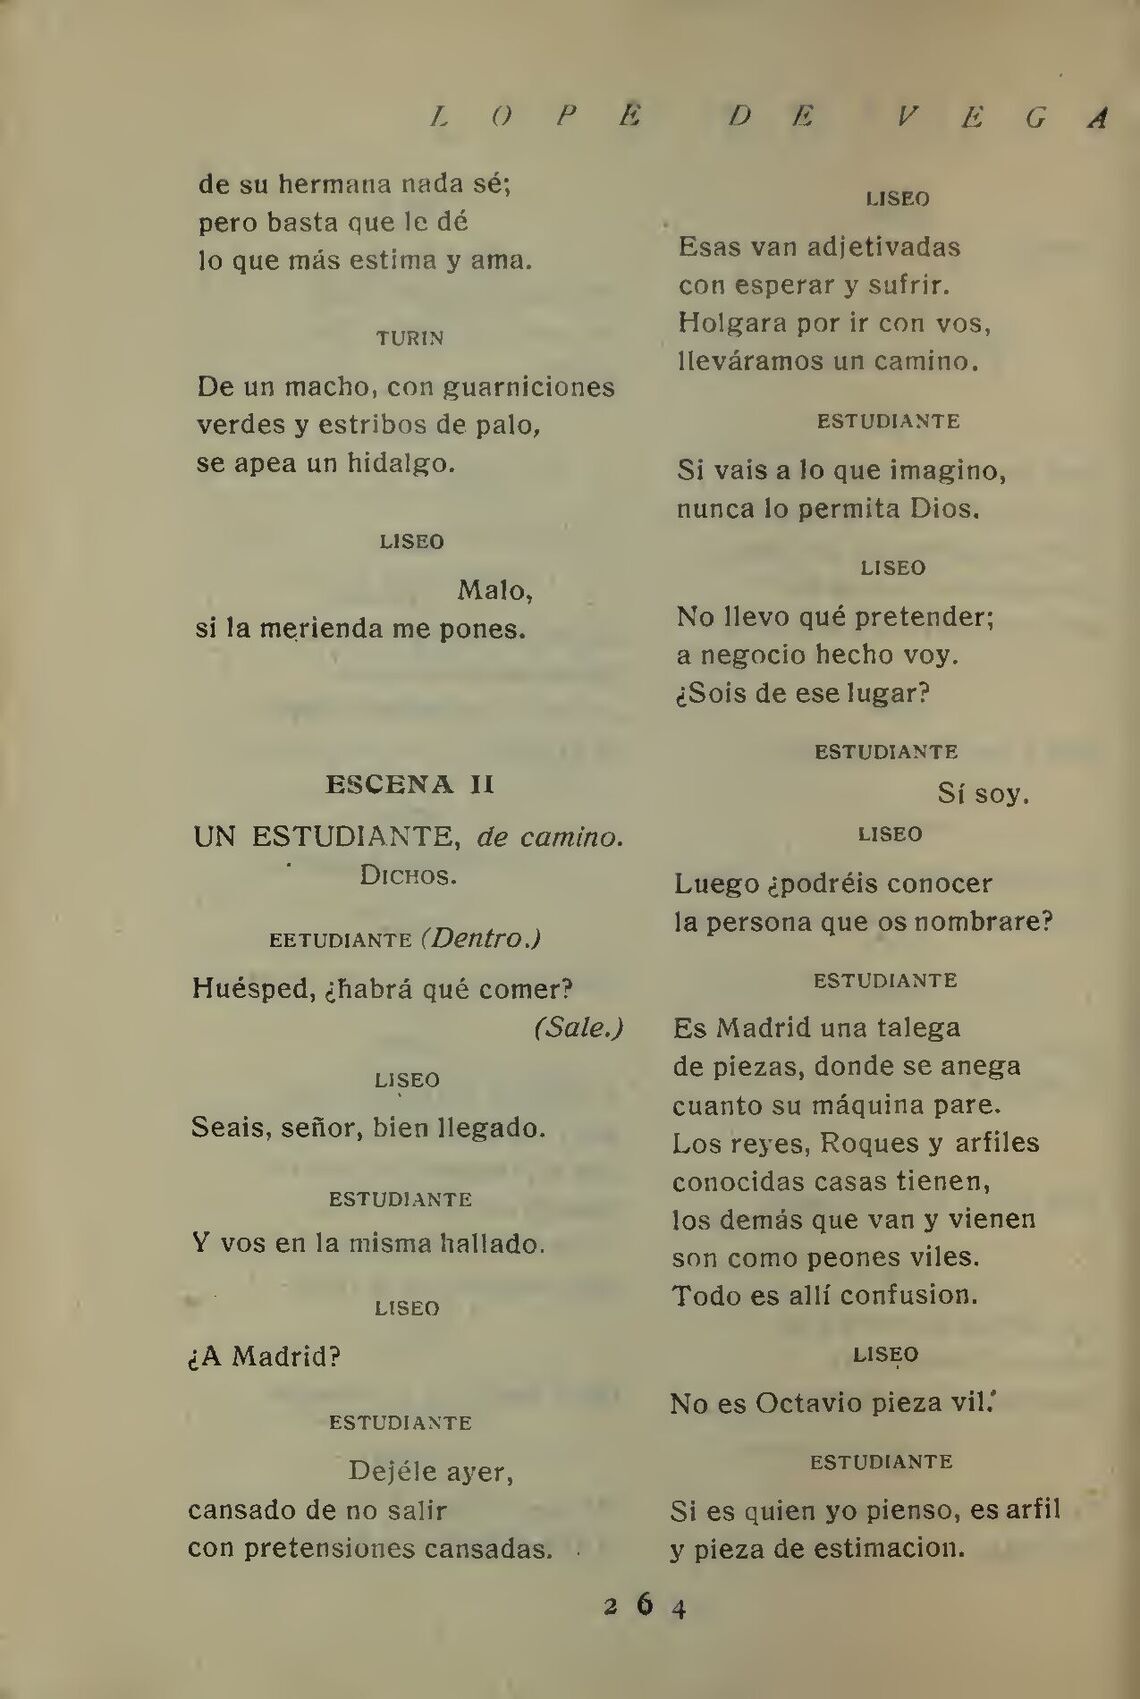 LOPE DE VEGA
de su hermana nada sé;
pero basta que le dé
lo que más estima y ama.
TURIN
De un macho, con guarniciones
verdes y estribos de palo,
se apea un hidalgo.
LISEO
Malo,
si la merienda me pones.
ESCENA II
UN ESTUDIANTE, de camino.
DICHOS.
EETUDIANTE (Dentro.)
Huésped, ¿habrá qué comer?
(Sale.)
LISEO
Seais, señor, bien llegado.
ESTUDIANTE
Y vos en la misma hallado.
LISEO
¿A Madrid?
ESTUDIANTE
Dejéle ayer,
cansado de no salir
con pretensiones cansadas.
LISEO
Esas van adjetivadas
con esperar y sufrir.
Holgara por ir con vos,
lleváramos un camino.
ESTUDIANTE
Si vais a lo que imagino,
nunca lo permita Dios.
LISEO
No llevo qué pretender;
a negocio hecho voy.
¿Sois de ese lugar?
ESTUDIANTE
Sí soy.
LISEO
Luego ¿podréis conocer
la persona que os nombrare?
ESTUDIANTE
Es Madrid una talega
de piezas, donde se anega
cuanto su máquina pare.
Los reyes, Roques y arfiles
conocidas casas tienen,
los demás que van y vienen
son como peones viles.
Todo es allí confusion.
LISEO
No es Octavio pieza vil.
ESTUDIANTE
Si es quien yo pienso, es arfil
y pieza de estimacion.
264